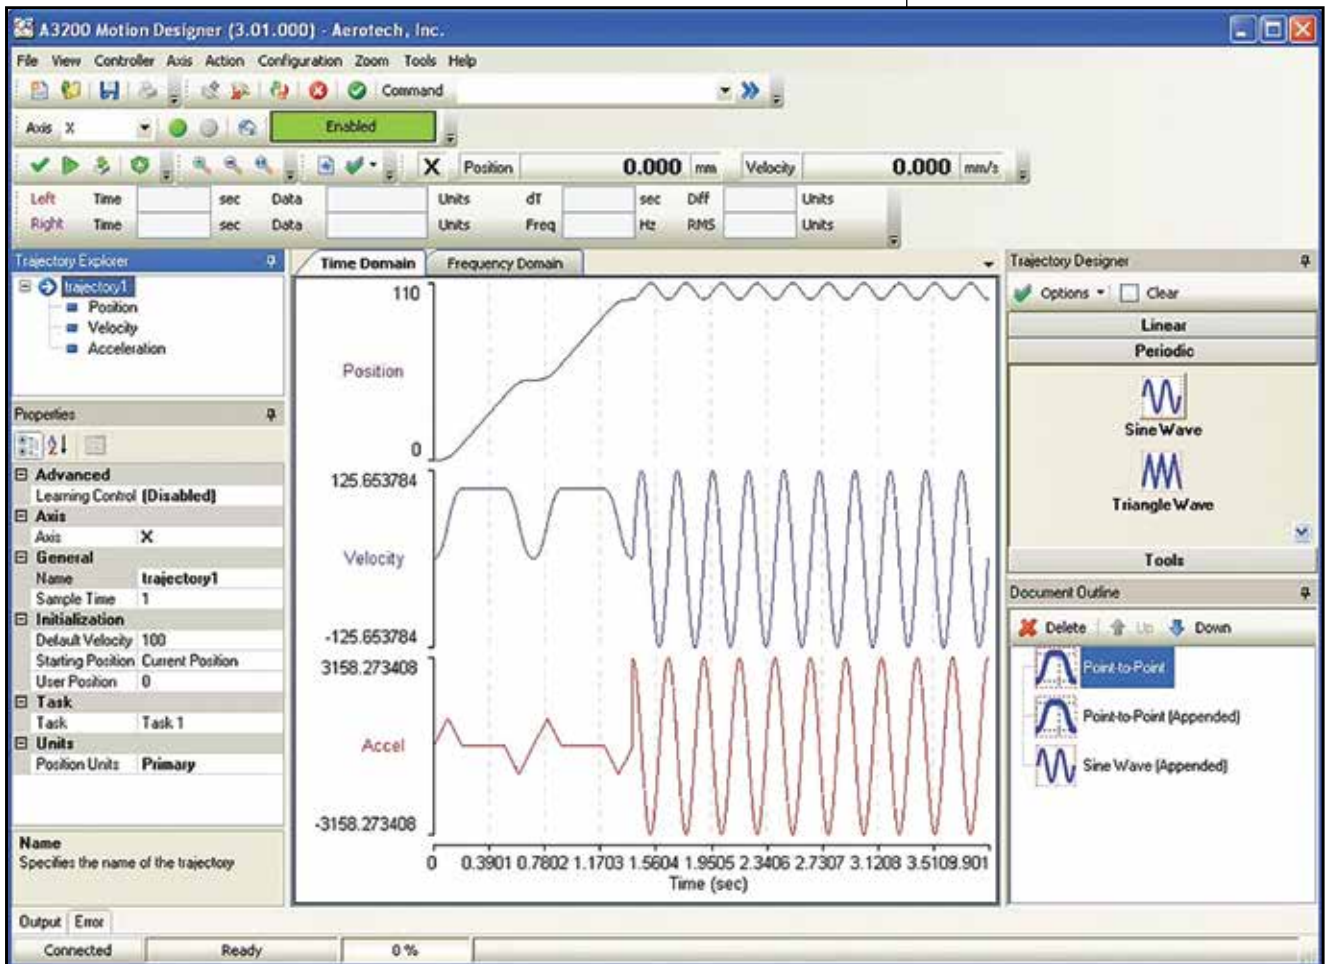 A3200 Motion Designer (3.01.000) - Aerotech, Inc.
File View Controller Axis Action Configuration Zoom Tools Help
Command
Axis X Enabled
X Position 0.000 mm Velocity 0.000 mm/s
Left Time sec Data Units dT sec Diff Units
Right Time sec Data Units Freq Hz RMS Units
Trajectory Explorer
trajectory1
Position
Velocity
Acceleration
Properties
Advanced
Learning Control (Disabled)
Axis
Axis X
General
Name trajectory1
Sample Time 1
Initialization
Default Velocity 100
Starting Position Current Position
User Position 0
Task
Task Task 1
Units
Position Units Primary
Name
Specifies the name of the trajectory
Time Domain Frequency Domain
110
Position
0
125.653784
Velocity
-125.653784
3158.273408
Accel
-3158.273408
0 0.3901 0.7802 1.1703 1.5604 1.9505 2.3406 2.7307 3.1208 3.5109 3.901
Time (sec)
Trajectory Designer
Options Clear
Linear
Periodic
Sine Wave
Triangle Wave
Tools
Document Outline
Delete Up Down
Point-to-Point
Point-to-Point (Appended)
Sine Wave (Appended)
Output Error
Connected Ready 0 %